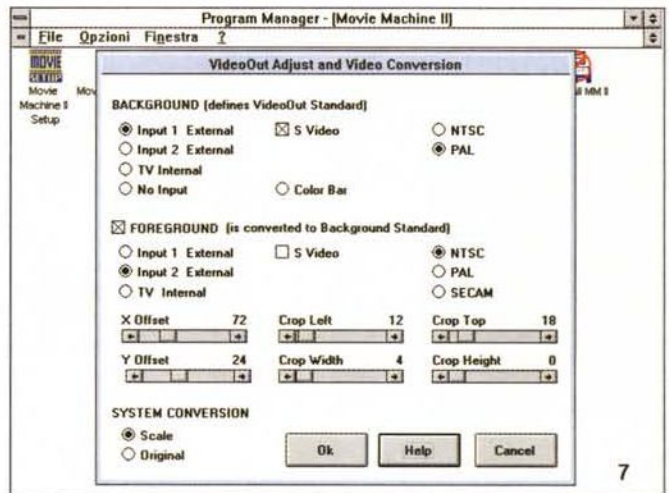 Program Manager - [Movie Machine II]
File Opzioni Finestra ?
MOVIE
SETUP
Movie
Machine II
Setup
Mov
all MM II
VideoOut Adjust and Video Conversion
BACKGROUND (defines VideoOut Standard)
Input 1 External S Video NTSC
Input 2 External PAL
TV Internal
No Input Color Bar
FOREGROUND (is converted to Background Standard)
Input 1 External S Video NTSC
Input 2 External PAL
TV Internal SECAM
X Offset 72 Crop Left 12 Crop Top 18
Y Offset 24 Crop Width 4 Crop Height 0
SYSTEM CONVERSION
Scale
Original
Ok Help Cancel
7